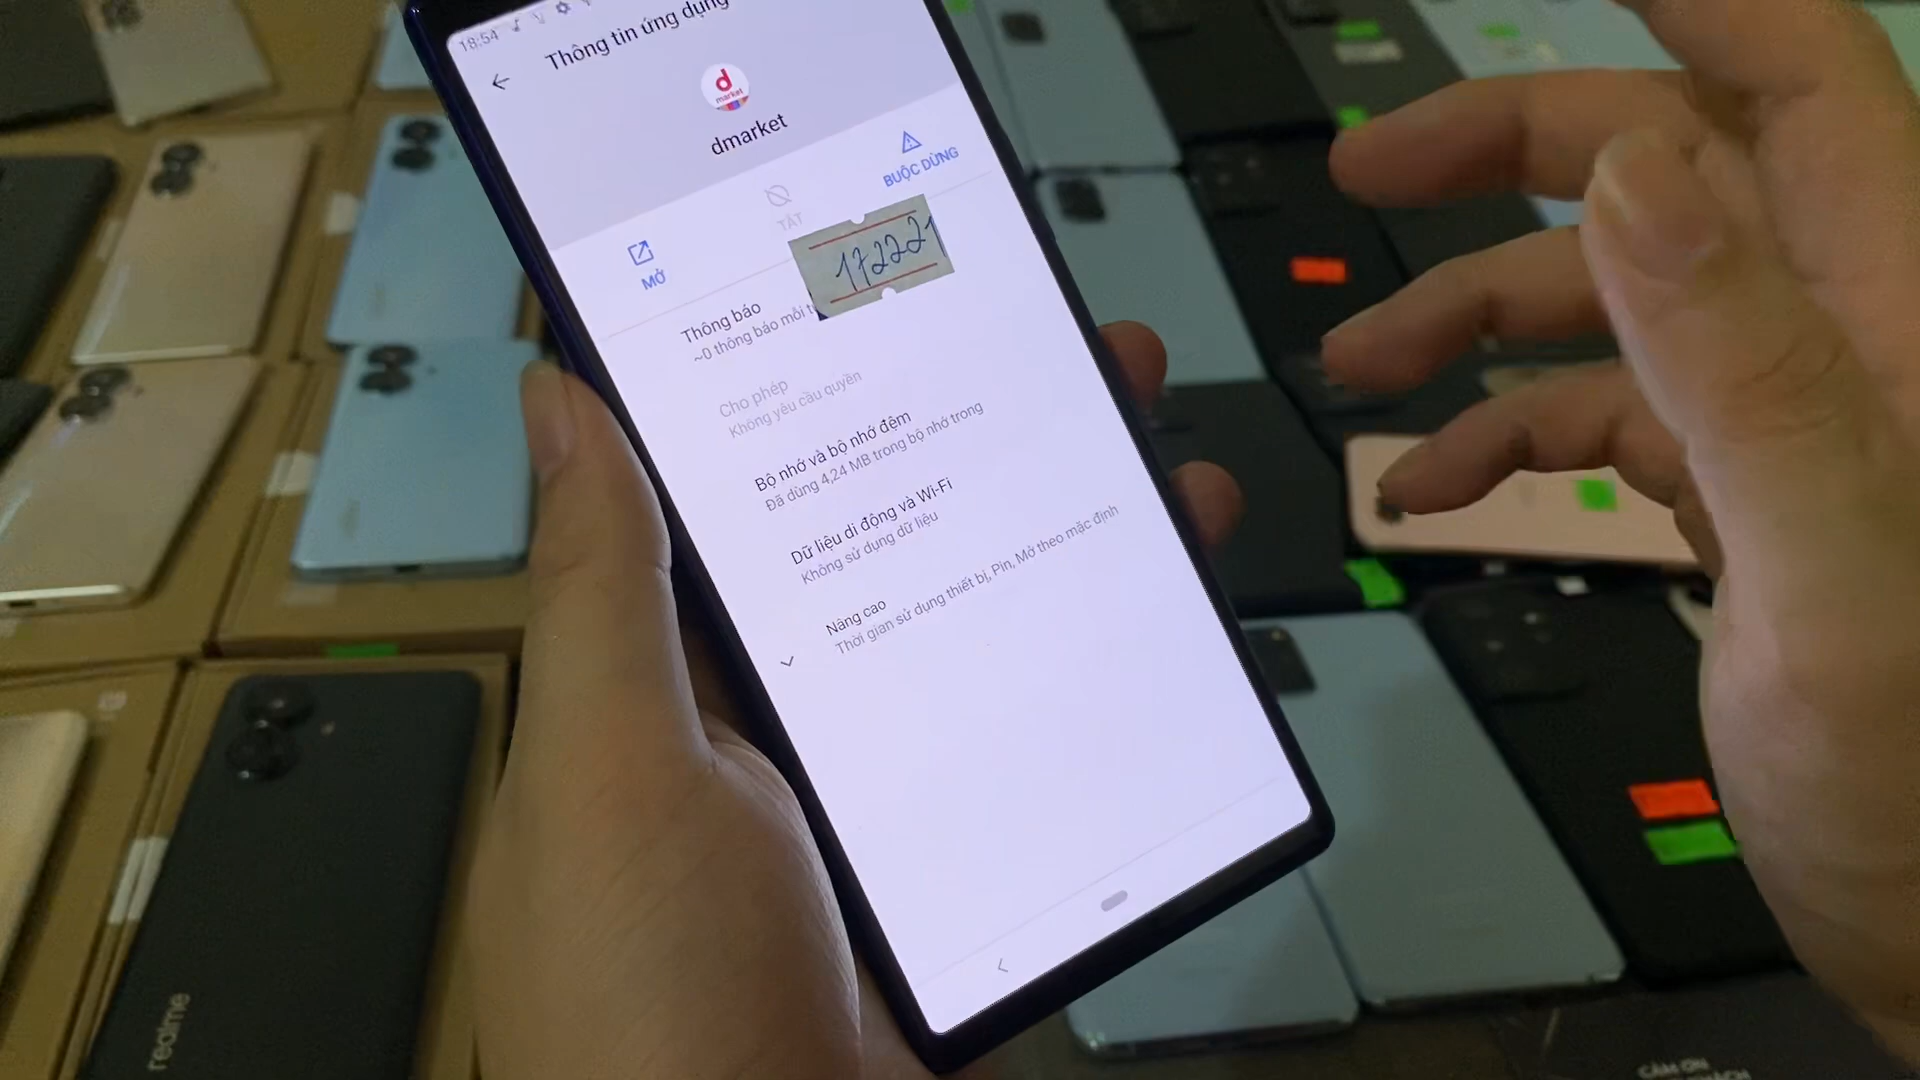 18:54
Thông tin ứng dụng
d
market
dmarket
MỞ
TẮT
BUỘC DỪNG
172221
Thông báo
~0 thông báo mỗi
Cho phép
Không yêu cầu quyền
Bộ nhớ và bộ nhớ đệm
Đã dùng 4,24 MB trong bộ nhớ trong
Dữ liệu di động và Wi-Fi
Không sử dụng dữ liệu
Nâng cao
Thời gian sử dụng thiết bị, Pin, Mở theo mặc định
realme
CẢM ƠN